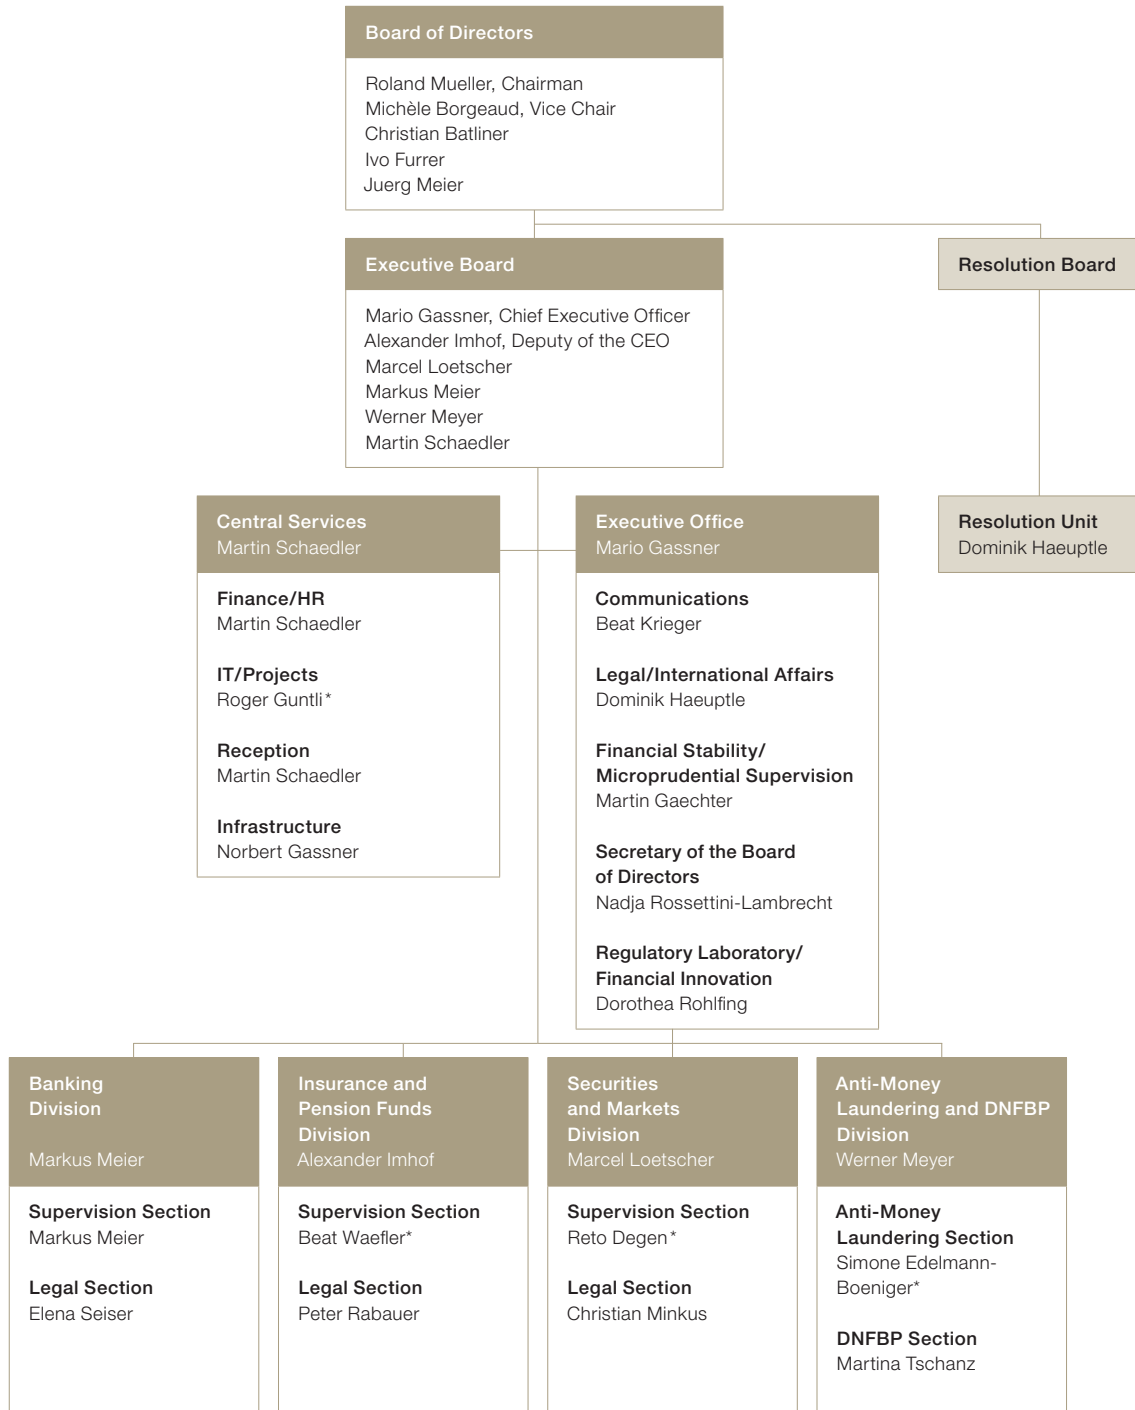 Board of Directors
Roland Mueller, Chairman
Michèle Borgeaud, Vice Chair
Christian Batliner
Ivo Furrer
Juerg Meier
Executive Board
Mario Gassner, Chief Executive Officer
Alexander Imhof, Deputy of the CEO
Marcel Loetscher
Markus Meier
Werner Meyer
Martin Schaedler
Resolution Board
Central Services
Martin Schaedler
Finance/HR
Martin Schaedler
IT/Projects
Roger Guntli*
Reception
Martin Schaedler
Infrastructure
Norbert Gassner
Executive Office
Mario Gassner
Communications
Beat Krieger
Legal/International Affairs
Dominik Haeuptle
Financial Stability/
Microprudential Supervision
Martin Gaechter
Secretary of the Board
of Directors
Nadja Rossettini-Lambrecht
Regulatory Laboratory/
Financial Innovation
Dorothea Rohlfing
Resolution Unit
Dominik Haeuptle
Banking
Division
Markus Meier
Supervision Section
Markus Meier
Legal Section
Elena Seiser
Insurance and
Pension Funds
Division
Alexander Imhof
Supervision Section
Beat Waefler*
Legal Section
Peter Rabauer
Securities
and Markets
Division
Marcel Loetscher
Supervision Section
Reto Degen*
Legal Section
Christian Minkus
Anti-Money
Laundering and DNFBP
Division
Werner Meyer
Anti-Money
Laundering Section
Simone Edelmann-
Boeniger*
DNFBP Section
Martina Tschanz